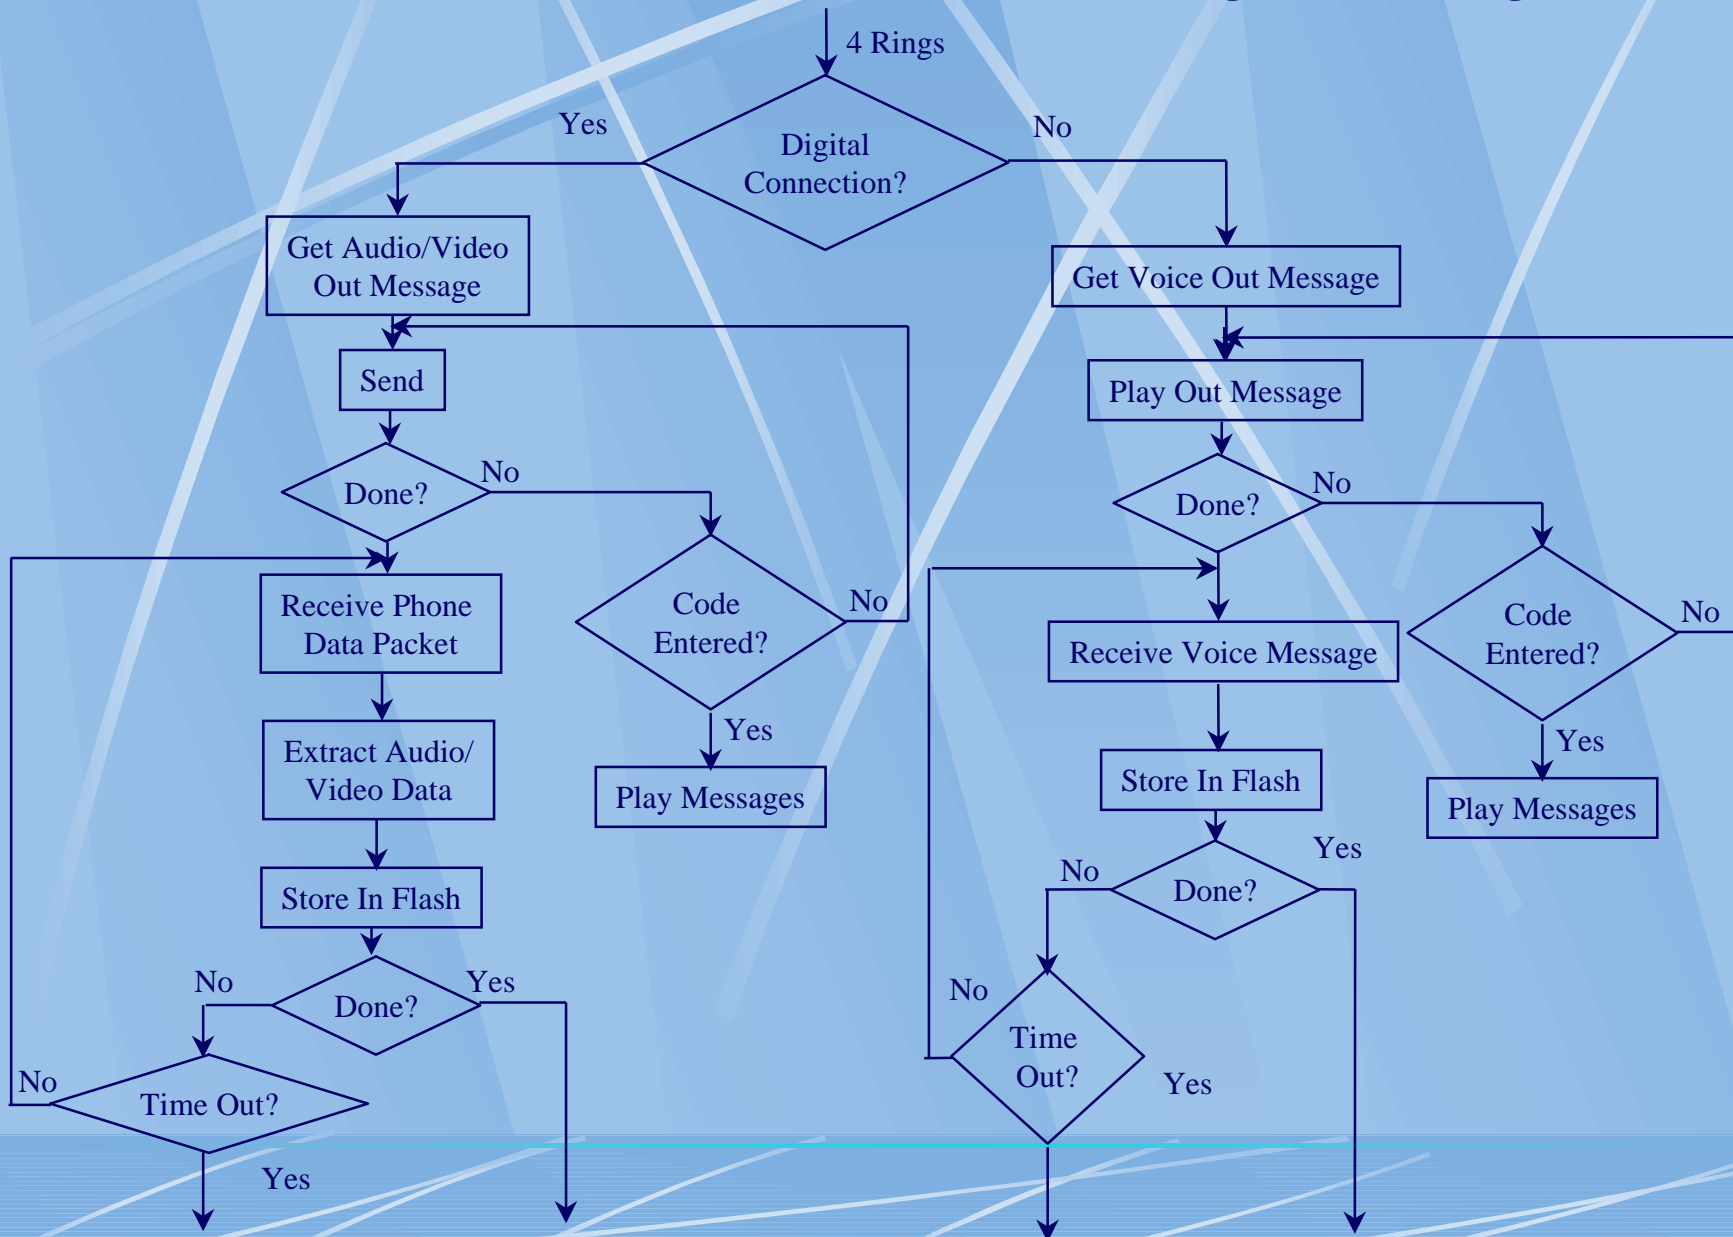 4 Rings
Yes
No
Digital
Connection?
Get Audio/Video
Out Message
Get Voice Out Message
Send
Play Out Message
Done?
No
Done?
No
Receive Phone
Data Packet
Code
Entered?
No
Code
Entered?
No
Receive Voice Message
Extract Audio/
Video Data
Yes
Play Messages
Yes
Play Messages
Store In Flash
Store In Flash
No
Done?
Yes
No
Done?
Yes
No
Time Out?
Yes
No
Time
Out?
Yes